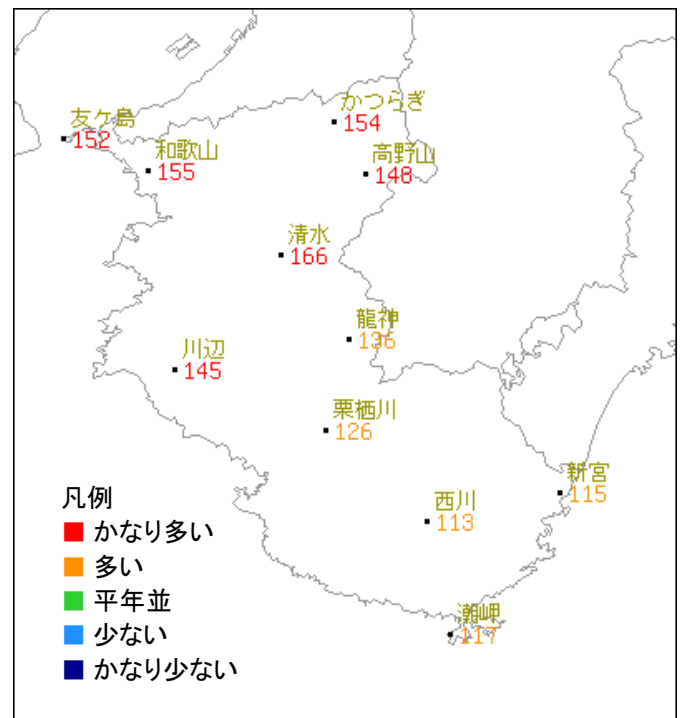 かつらぎ
154
友ケ島
152
和歌山
155
高野山
148
清水
166
龍神
136
川辺
145
栗栖川
126
新宮
115
西川
113
潮岬
117
凡例
かなり多い
多い
平年並
少ない
かなり少ない